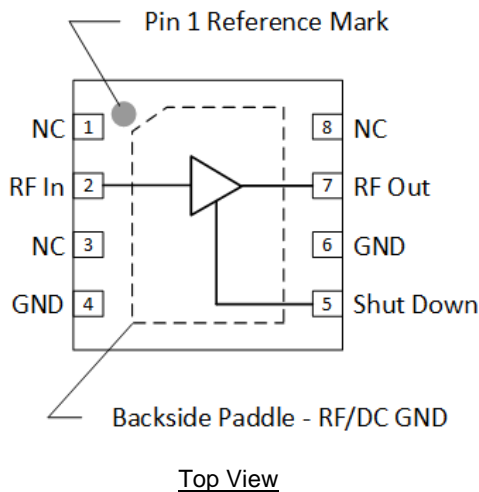 Pin 1 Reference Mark
NC 1
8 NC
RF In 2
7 RF Out
NC 3
6 GND
GND 4
5 Shut Down
Backside Paddle - RF/DC GND
Top View